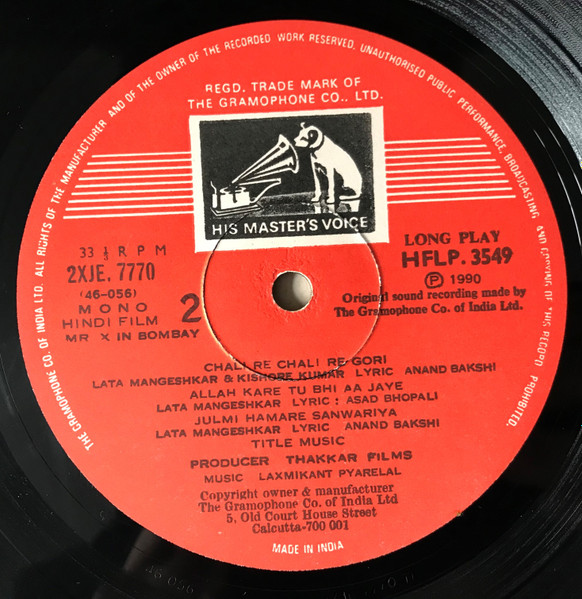 ALL RIGHTS OF THE MANUFACTURER AND OF THE OWNER OF THE RECORDED WORK RESERVED. UNAUTHORISED PUBLIC PERFORMANCE, BROADCASTING AND COPYING OF THIS RECORD PROHIBITED.
THE GRAMOPHONE CO. OF INDIA LTD.
REGD. TRADE MARK OF
THE GRAMOPHONE CO., LTD.
HIS MASTER'S VOICE
33 ⅓ RPM
2XJE. 7770
(46-056)
MONO
HINDI FILM
MR X IN BOMBAY
2
LONG PLAY
HFLP. 3549
Ⓟ 1990
Original sound recording made by
The Gramophone Co. of India Ltd.
CHALI RE CHALI RE GORI
LATA MANGESHKAR & KISHORE KUMAR LYRIC ANAND BAKSHI
ALLAH KARE TU BHI AA JAYE
LATA MANGESHKAR LYRIC : ASAD BHOPALI
JULMI HAMARE SANWARIYA
LATA MANGESHKAR LYRIC ANAND BAKSHI
TITLE MUSIC
PRODUCER THAKKAR FILMS
MUSIC LAXMIKANT PYARELAL
Copyright owner & manufacturer
The Gramophone Co. of India Ltd
5, Old Court House Street
Calcutta-700 001
MADE IN INDIA